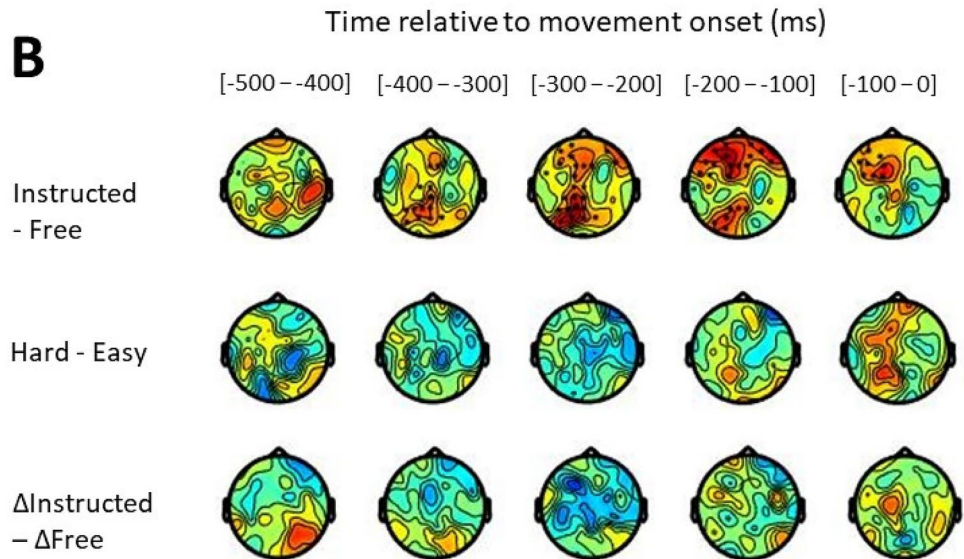 B
Time relative to movement onset (ms)
[-500 – -400] [-400 – -300] [-300 – -200] [-200 – -100] [-100 – 0]
Instructed
- Free
Hard - Easy
ΔInstructed
– ΔFree